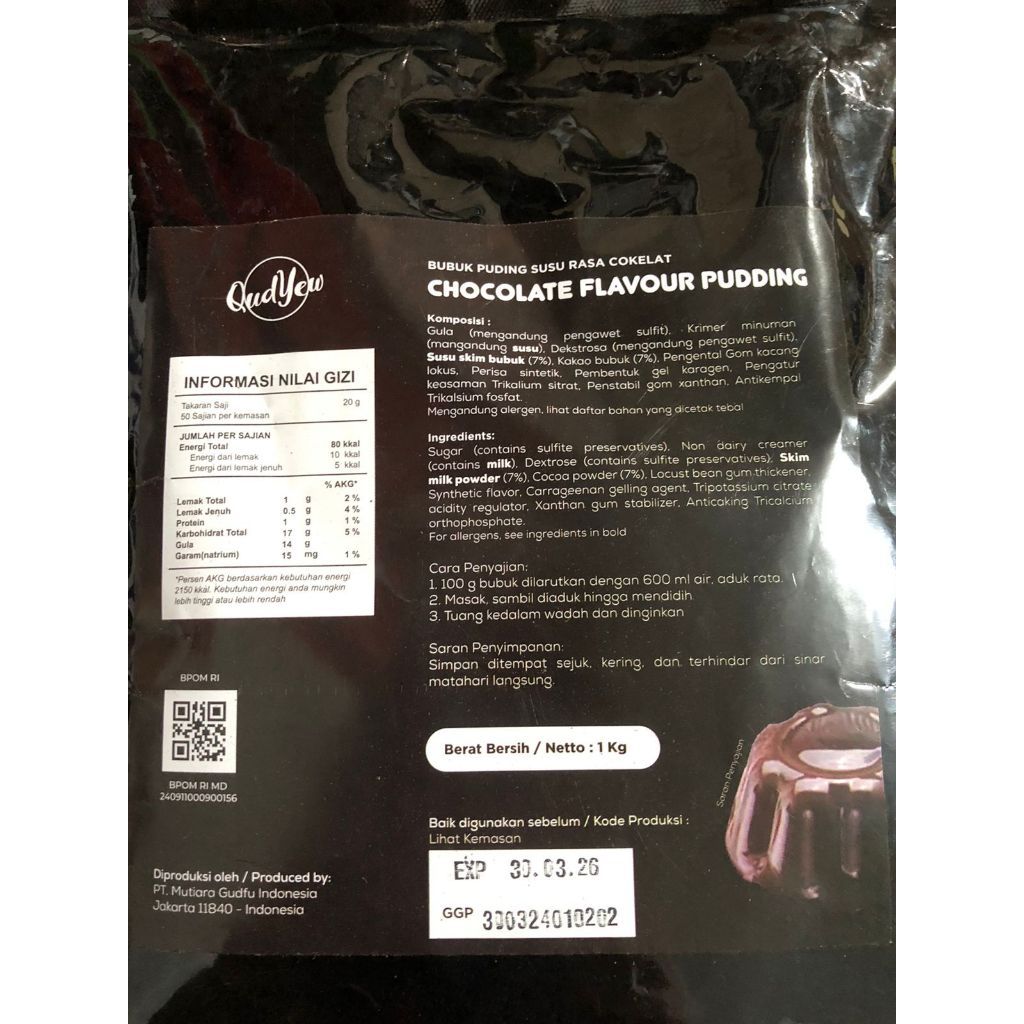 QudYew
INFORMASI NILAI GIZI
Takaran Saji 20 g
50 Sajian per kemasan
JUMLAH PER SAJIAN
Energi Total 80 kkal
Energi dari lemak 10 kkal
Energi dari lemak jenuh 5 kkal
% AKG*
Lemak Total 1 g 2 %
Lemak Jenuh 0.5 g 4 %
Protein 1 g 1 %
Karbohidrat Total 17 g 5 %
Gula 14 g
Garam(natrium) 15 mg 1 %
*Persen AKG berdasarkan kebutuhan energi
2150 kkal. Kebutuhan energi anda mungkin
lebih tinggi atau lebih rendah
BPOM RI
BPOM RI MD
240911000900156
Diproduksi oleh / Produced by:
PT. Mutiara Gudfu Indonesia
Jakarta 11840 - Indonesia
BUBUK PUDING SUSU RASA COKELAT
CHOCOLATE FLAVOUR PUDDING
Komposisi :
Gula (mengandung pengawet sulfit), Krimer minuman
(mangandung susu), Dekstrosa (mengandung pengawet sulfit),
Susu skim bubuk (7%), Kakao bubuk (7%), Pengental Gom kacang
lokus, Perisa sintetik, Pembentuk gel karagen, Pengatur
keasaman Trikalium sitrat, Penstabil gom xanthan, Antikempal
Trikalsium fosfat.
Mengandung alergen, lihat daftar bahan yang dicetak tebal
Ingredients:
Sugar (contains sulfite preservatives), Non dairy creamer
(contains milk), Dextrose (contains sulfite preservatives), Skim
milk powder (7%), Cocoa powder (7%), Locust bean gum thickener,
Synthetic flavor, Carrageenan gelling agent, Tripotassium citrate
acidity regulator, Xanthan gum stabilizer, Anticaking Tricalcium
orthophosphate.
For allergens, see ingredients in bold
Cara Penyajian:
1. 100 g bubuk dilarutkan dengan 600 ml air, aduk rata.
2. Masak, sambil diaduk hingga mendidih
3. Tuang kedalam wadah dan dinginkan
Saran Penyimpanan:
Simpan ditempat sejuk, kering, dan terhindar dari sinar
matahari langsung.
Berat Bersih / Netto : 1 Kg
Saran Penyajian
Baik digunakan sebelum / Kode Produksi :
Lihat Kemasan
EXP 30.03.26
GGP 300324010202